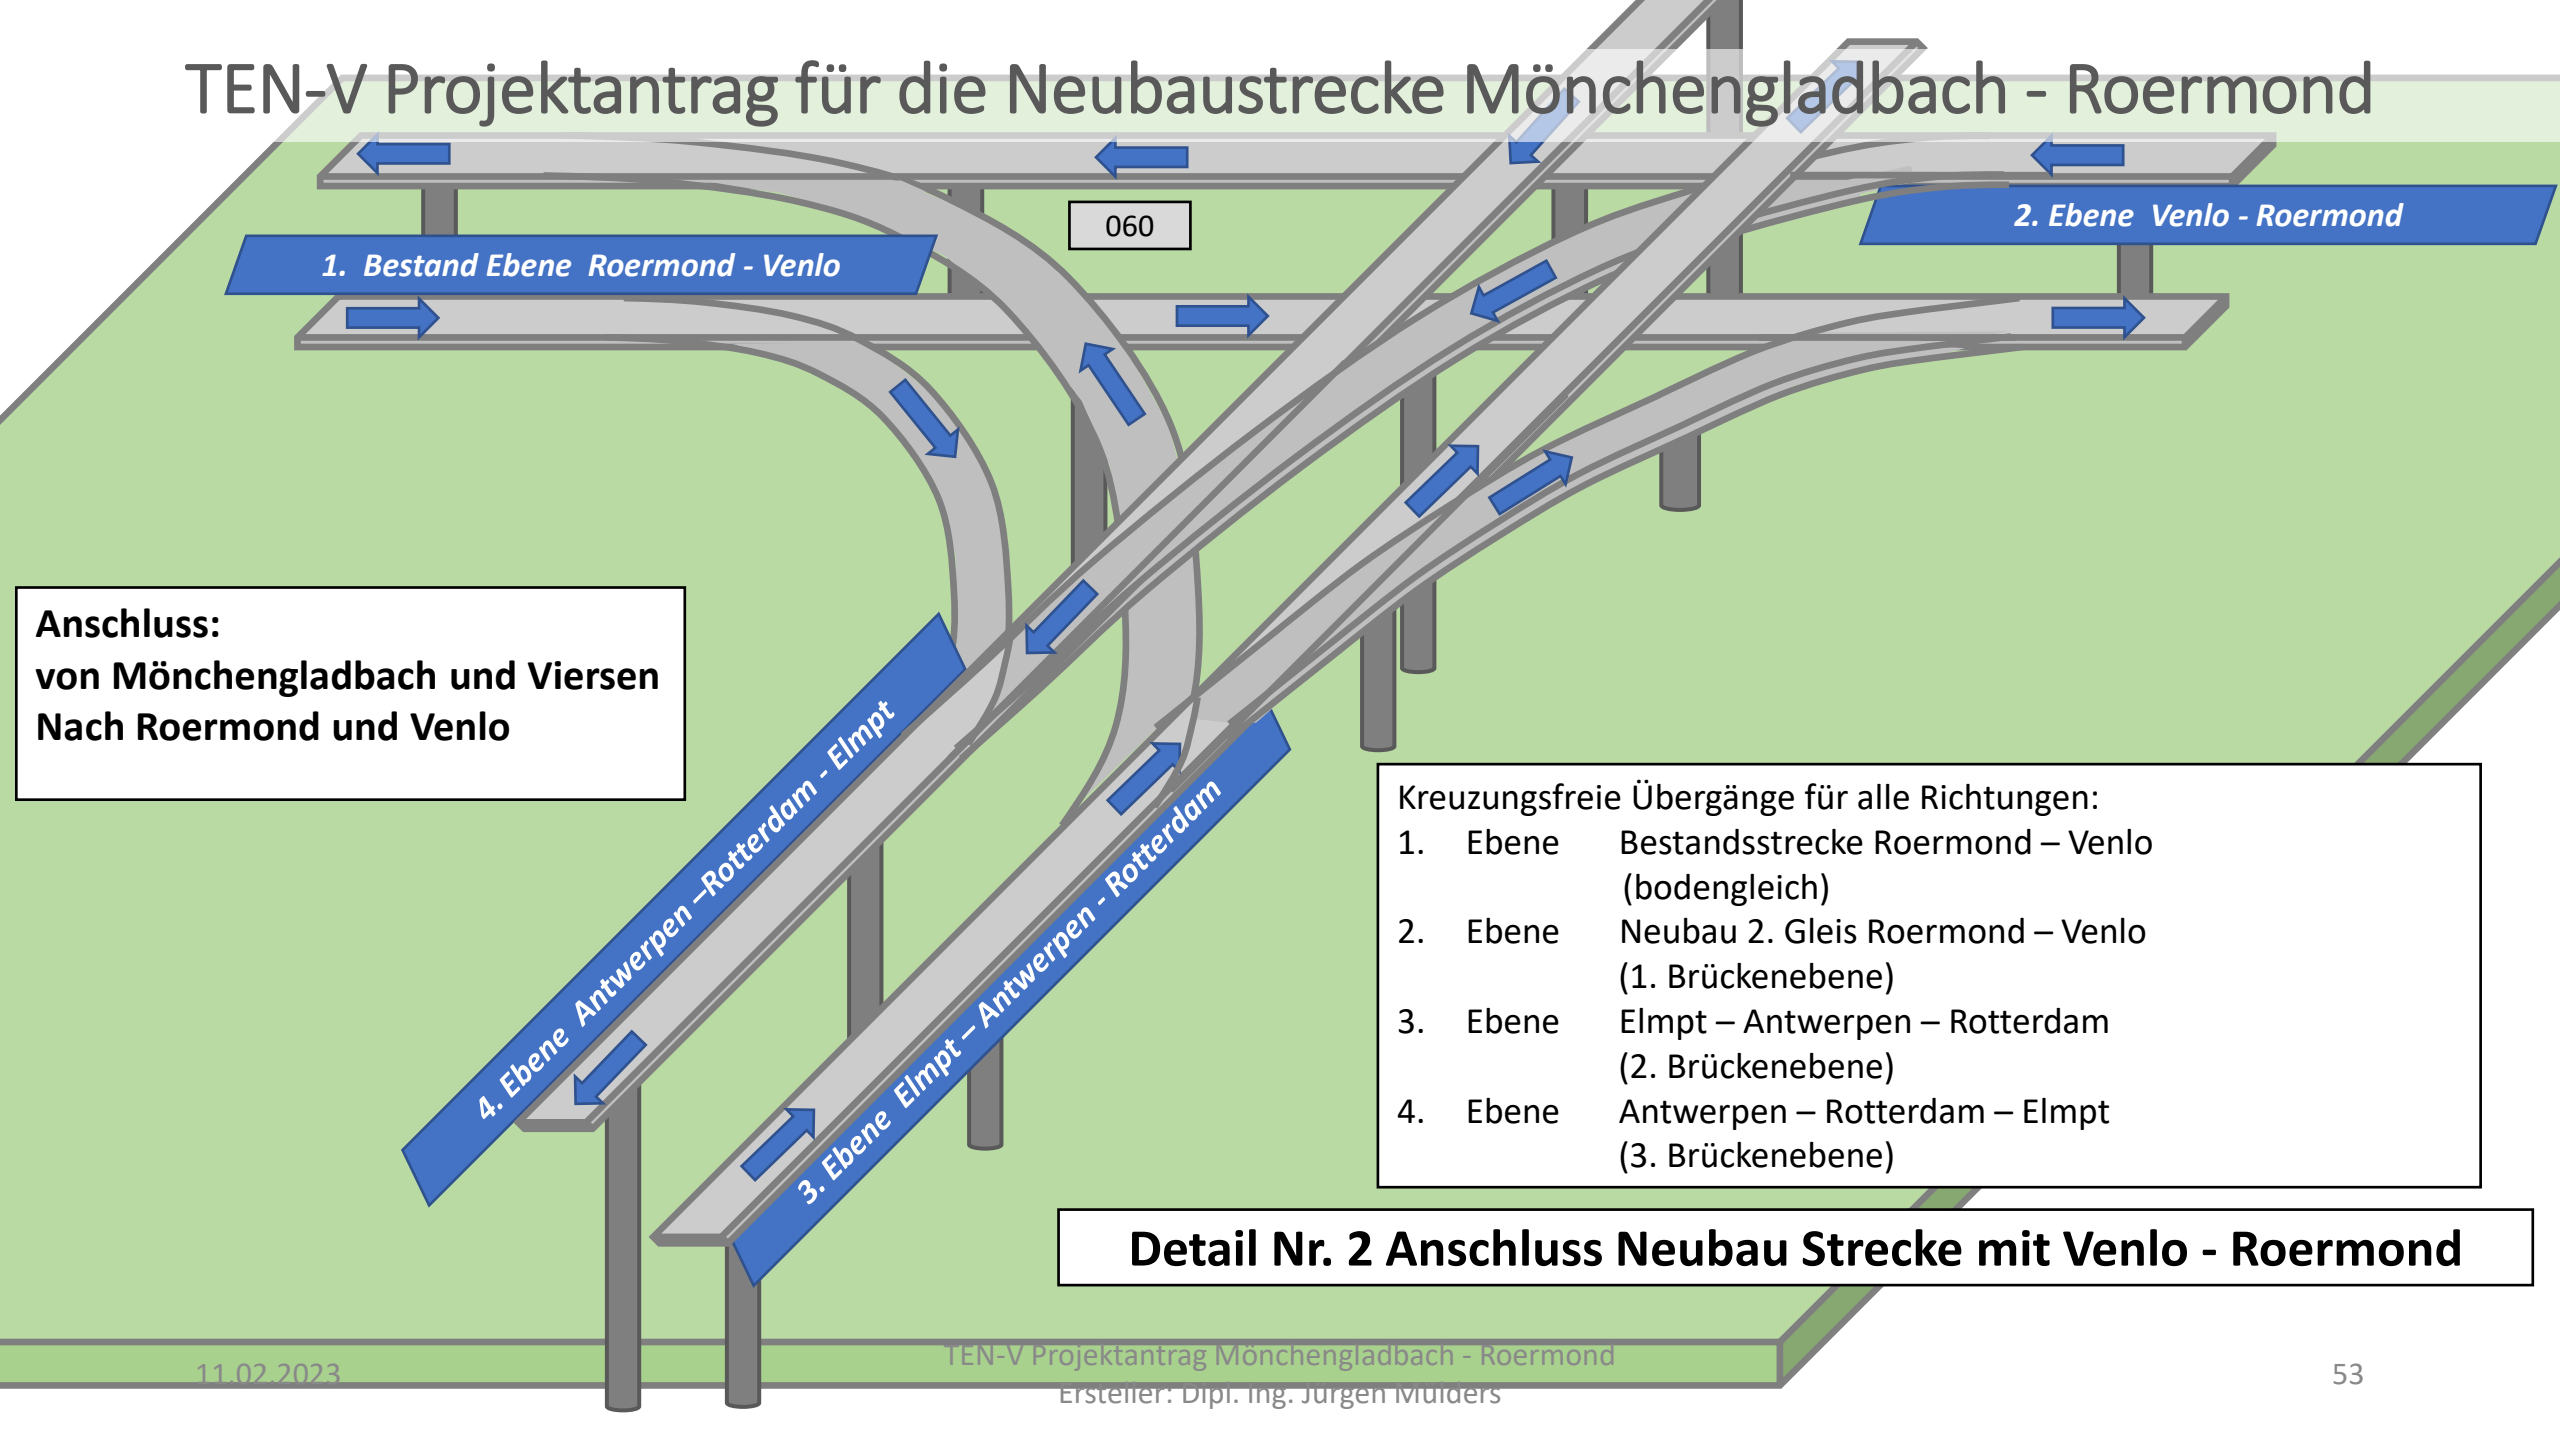 TEN-V Projektantrag für die Neubaustrecke Mönchengladbach - Roermond
060
2. Ebene Venlo - Roermond
1. Bestand Ebene Roermond - Venlo
Anschluss:
von Mönchengladbach und Viersen
Nach Roermond und Venlo
4. Ebene Antwerpen –Rotterdam - Elmpt
3. Ebene Elmpt – Antwerpen - Rotterdam
Kreuzungsfreie Übergänge für alle Richtungen:
1. Ebene Bestandsstrecke Roermond – Venlo
(bodengleich)
2. Ebene Neubau 2. Gleis Roermond – Venlo
(1. Brückenebene)
3. Ebene Elmpt – Antwerpen – Rotterdam
(2. Brückenebene)
4. Ebene Antwerpen – Rotterdam – Elmpt
(3. Brückenebene)
Detail Nr. 2 Anschluss Neubau Strecke mit Venlo - Roermond
11.02.2023
TEN-V Projektantrag Mönchengladbach - Roermond
Ersteller: Dipl. Ing. Jürgen Mülders
53